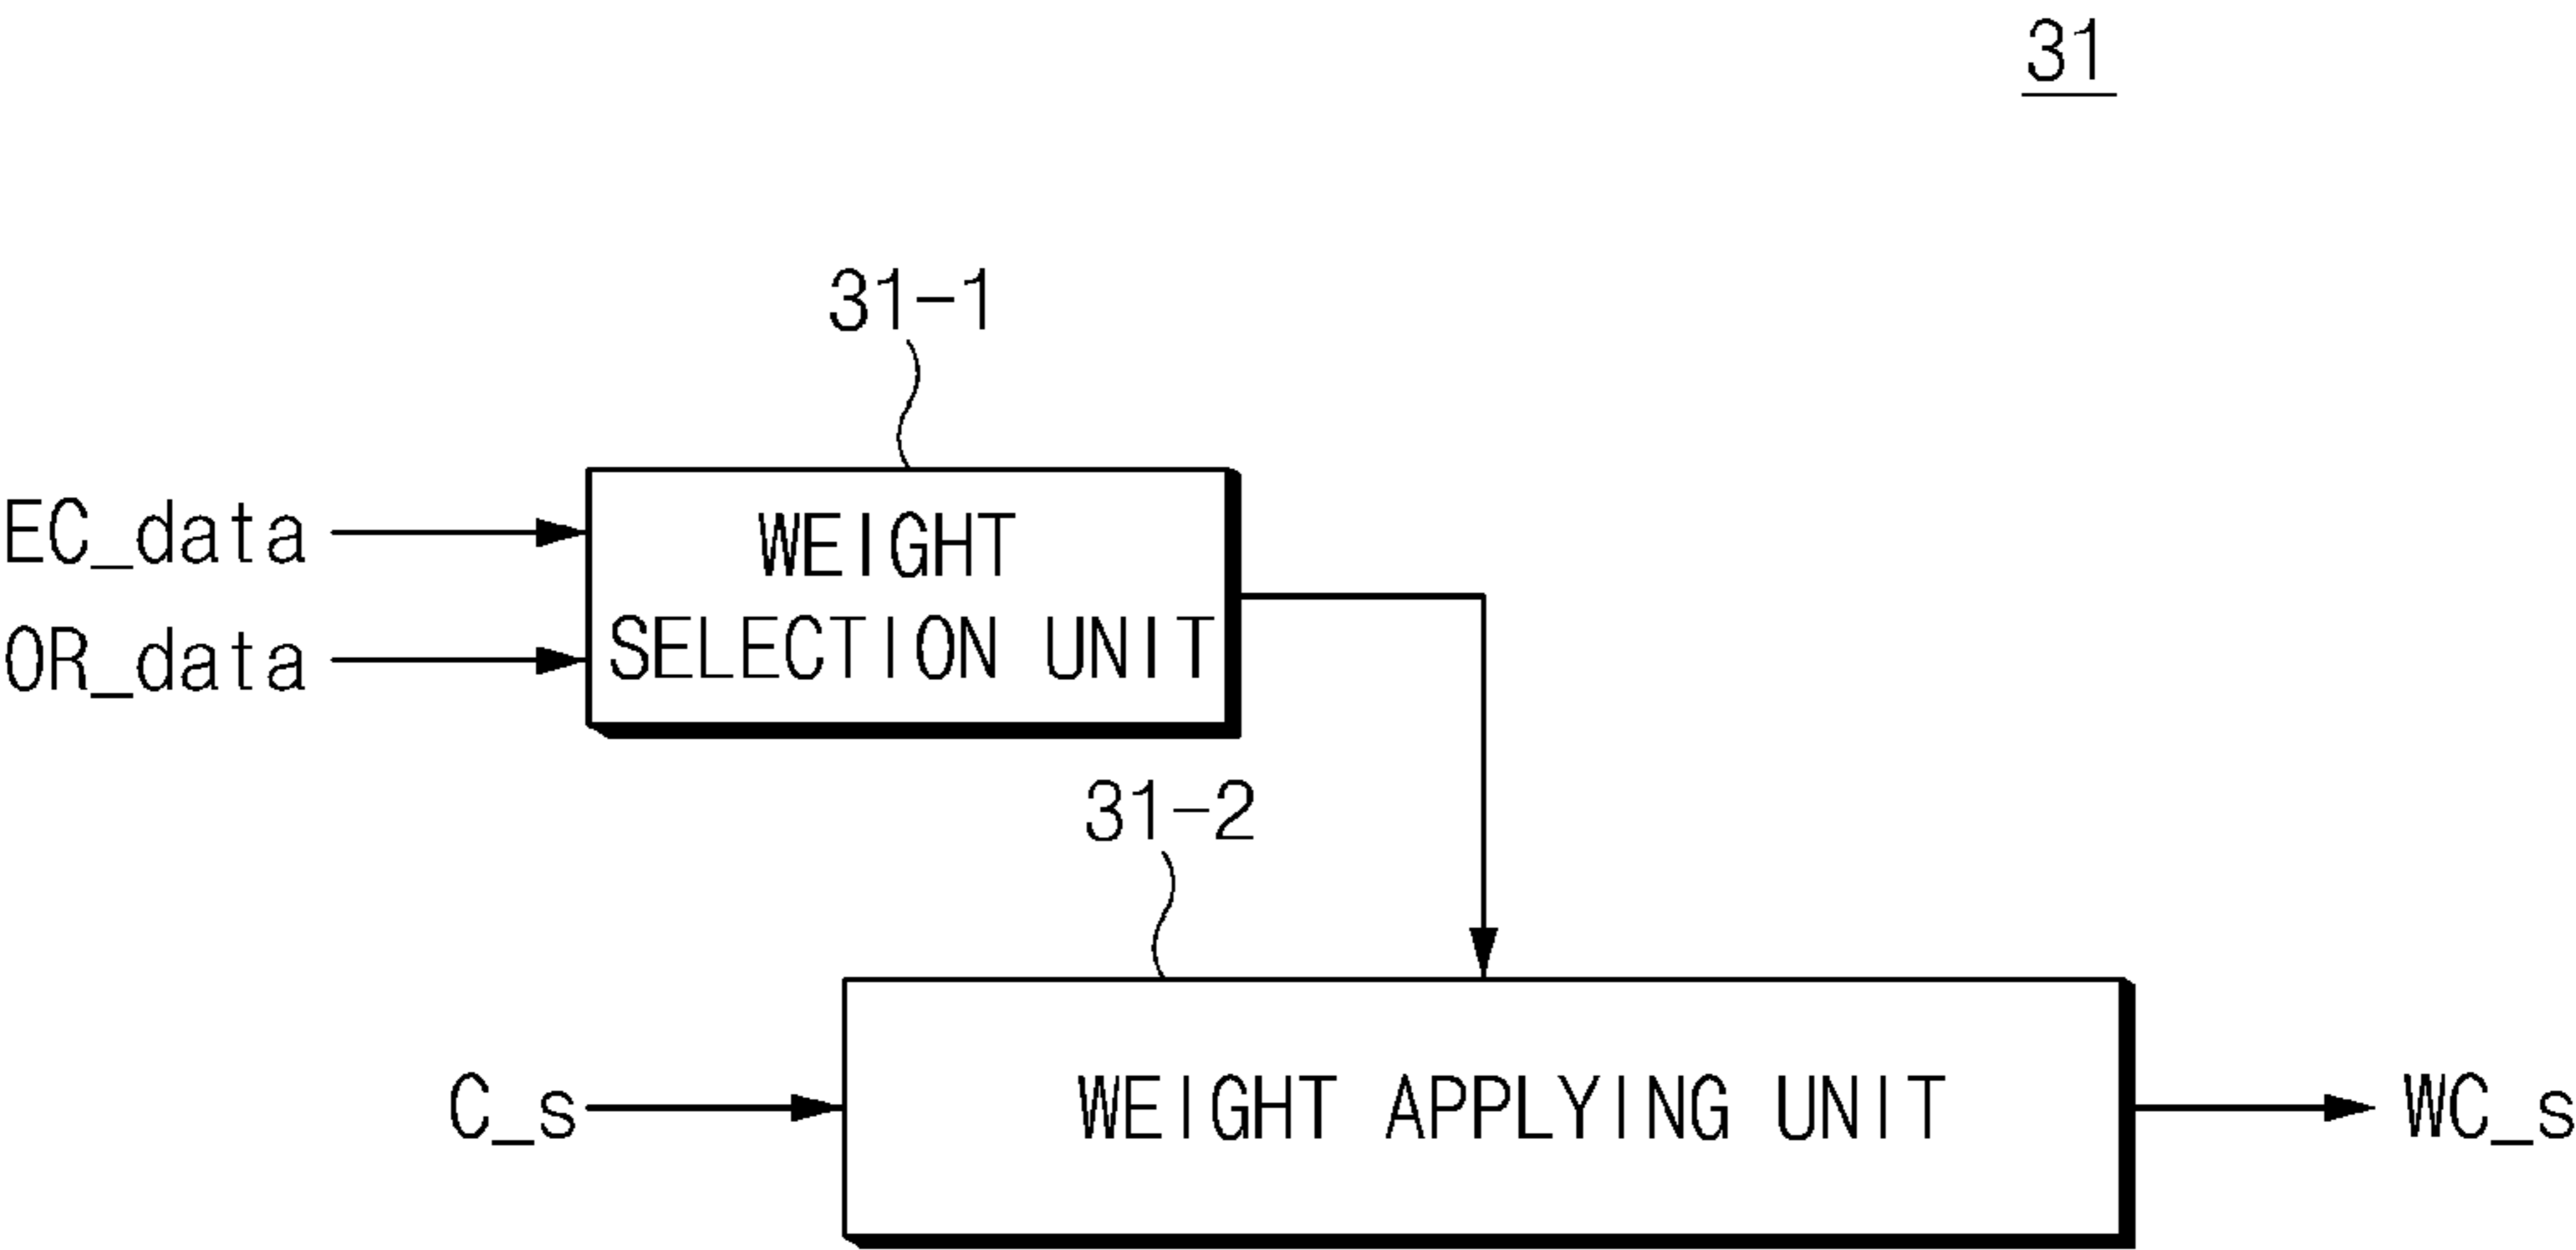 31
31-1
EC_data
OR_data
WEIGHT
SELECTION UNIT
31-2
C_s
WEIGHT APPLYING UNIT
WC_s